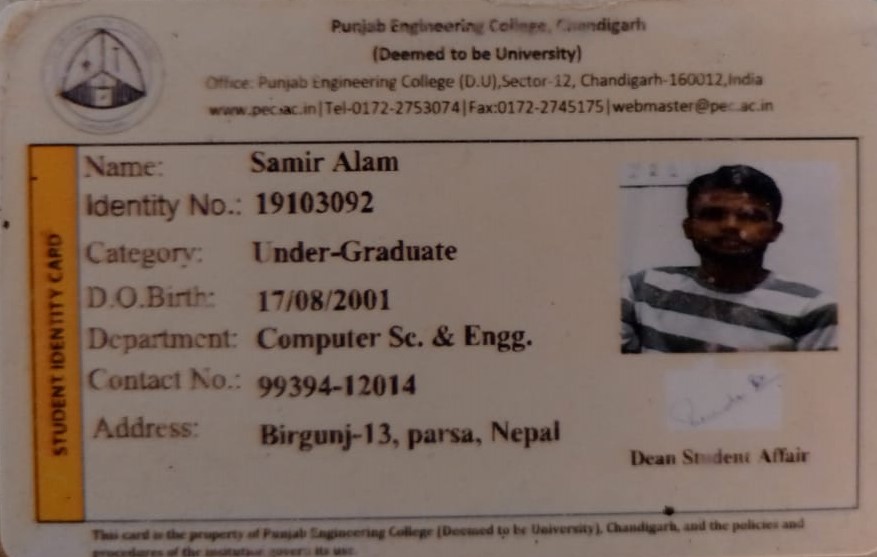 Punjab Engineering College, Chandigarh
(Deemed to be University)
Office: Punjab Engineering College (D.U),Sector-12, Chandigarh-160012,India
www.pec.ac.in|Tel-0172-2753074|Fax:0172-2745175|webmaster@pec.ac.in
STUDENT IDENTITY CARD
Name: Samir Alam
Identity No.: 19103092
Category: Under-Graduate
D.O.Birth: 17/08/2001
Department: Computer Sc. & Engg.
Contact No.: 99394-12014
Address: Birgunj-13, parsa, Nepal
Dean Student Affair
This card is the property of Punjab Engineering College (Deemed to be University), Chandigarh, and the policies and
procedures of the institution govern its use.